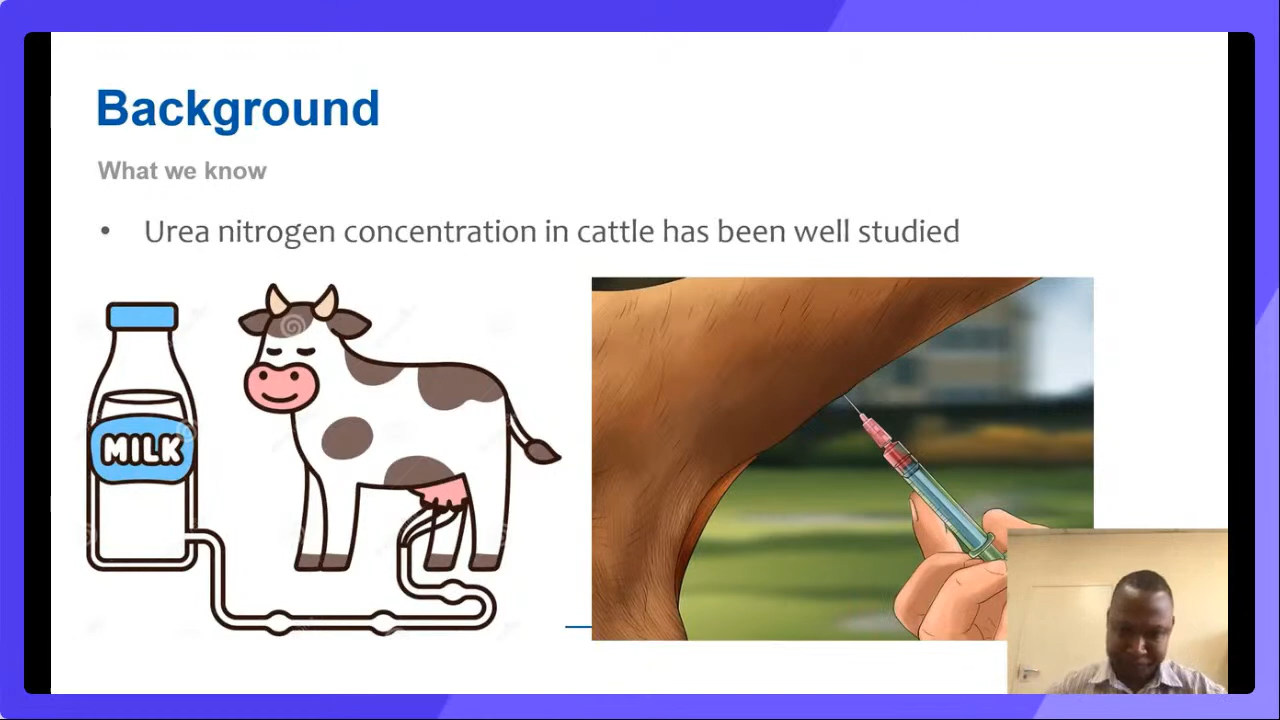 Background
What we know
• Urea nitrogen concentration in cattle has been well studied
MILK